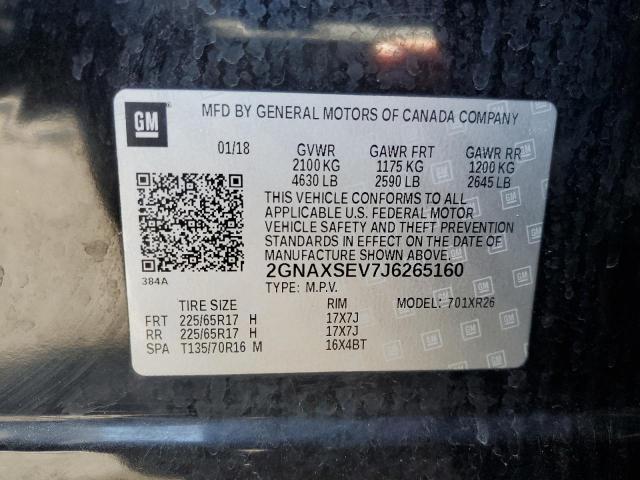 GM
MFD BY GENERAL MOTORS OF CANADA COMPANY
01/18 GVWR GAWR FRT GAWR RR
2100 KG 1175 KG 1200 KG
4630 LB 2590 LB 2645 LB
THIS VEHICLE CONFORMS TO ALL
APPLICABLE U.S. FEDERAL MOTOR
VEHICLE SAFETY AND THEFT PREVENTION
STANDARDS IN EFFECT ON THE DATE OF
MANUFACTURE SHOWN ABOVE.
384A
2GNAXSEV7J6265160
TYPE: M.P.V. MODEL: 701XR26
TIRE SIZE RIM
FRT 225/65R17 H 17X7J
RR 225/65R17 H 17X7J
SPA T135/70R16 M 16X4BT